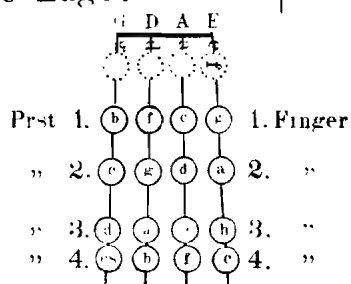 G D A E
Prst 1. b f c g 1. Finger
„ 2. c g d a 2. „
„ 3. d a e h 3. „
„ 4. es b f c 4. „